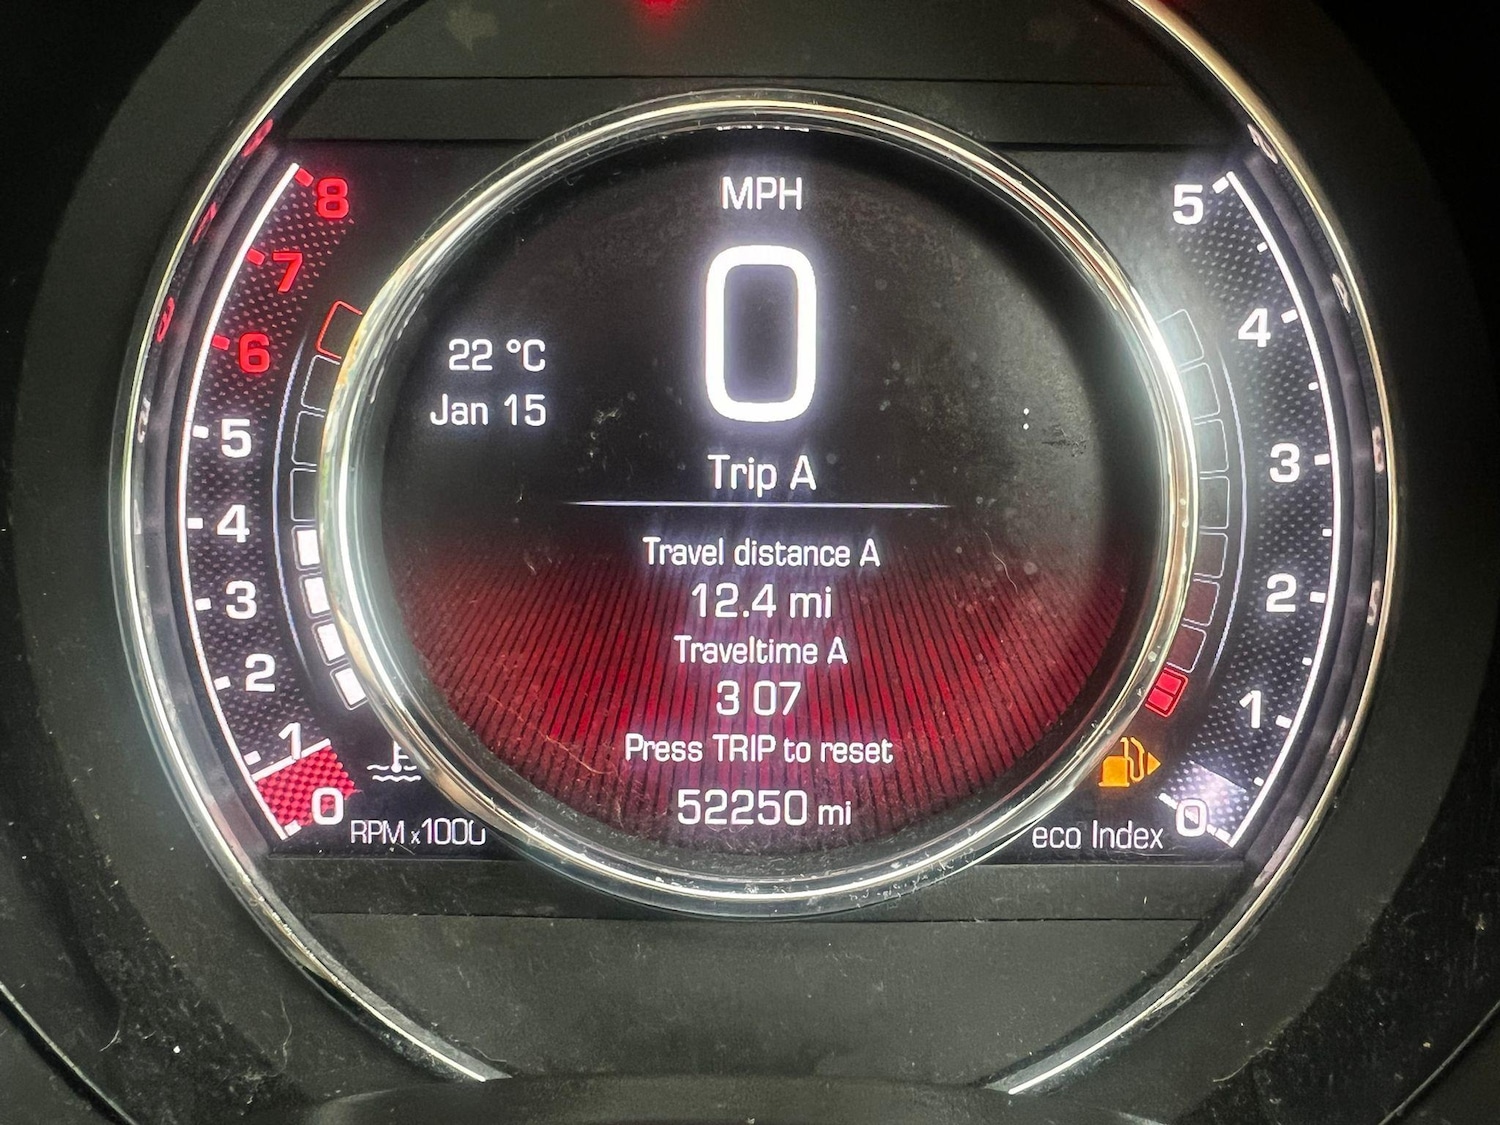 MPH
0
22 °C
Jan 15
Trip A
Travel distance A
12.4 mi
Traveltime A
3 07
Press TRIP to reset
52250 mi
8
7
6
5
4
3
2
1
0
RPM x1000
5
4
3
2
1
0
eco Index